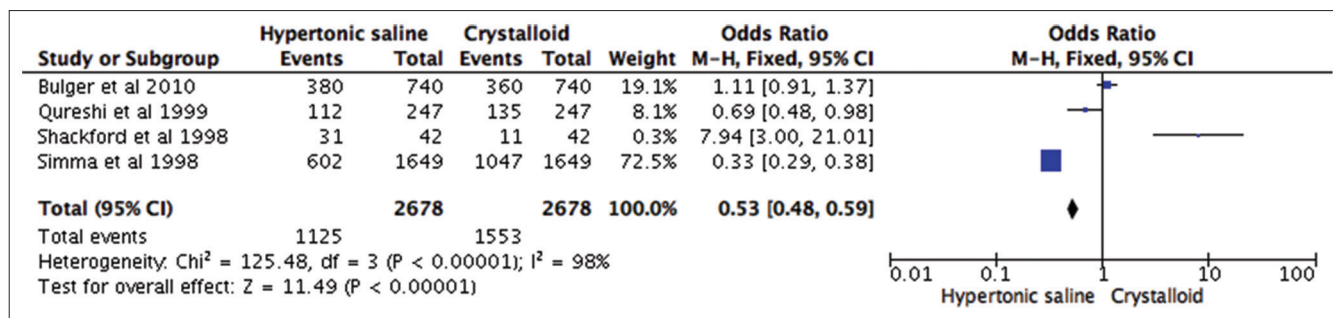 Hypertonic saline Crystalloid Odds Ratio Odds Ratio
Study or Subgroup Events Total Events Total Weight M-H, Fixed, 95% CI M-H, Fixed, 95% CI
Bulger et al 2010 380 740 360 740 19.1% 1.11 [0.91, 1.37]
Qureshi et al 1999 112 247 135 247 8.1% 0.69 [0.48, 0.98]
Shackford et al 1998 31 42 11 42 0.3% 7.94 [3.00, 21.01]
Simma et al 1998 602 1649 1047 1649 72.5% 0.33 [0.29, 0.38]
Total (95% CI) 2678 2678 100.0% 0.53 [0.48, 0.59]
Total events 1125 1553
Heterogeneity: Chi² = 125.48, df = 3 (P < 0.00001); I² = 98%
Test for overall effect: Z = 11.49 (P < 0.00001)
0.01 0.1 1 10 100
Hypertonic saline Crystalloid